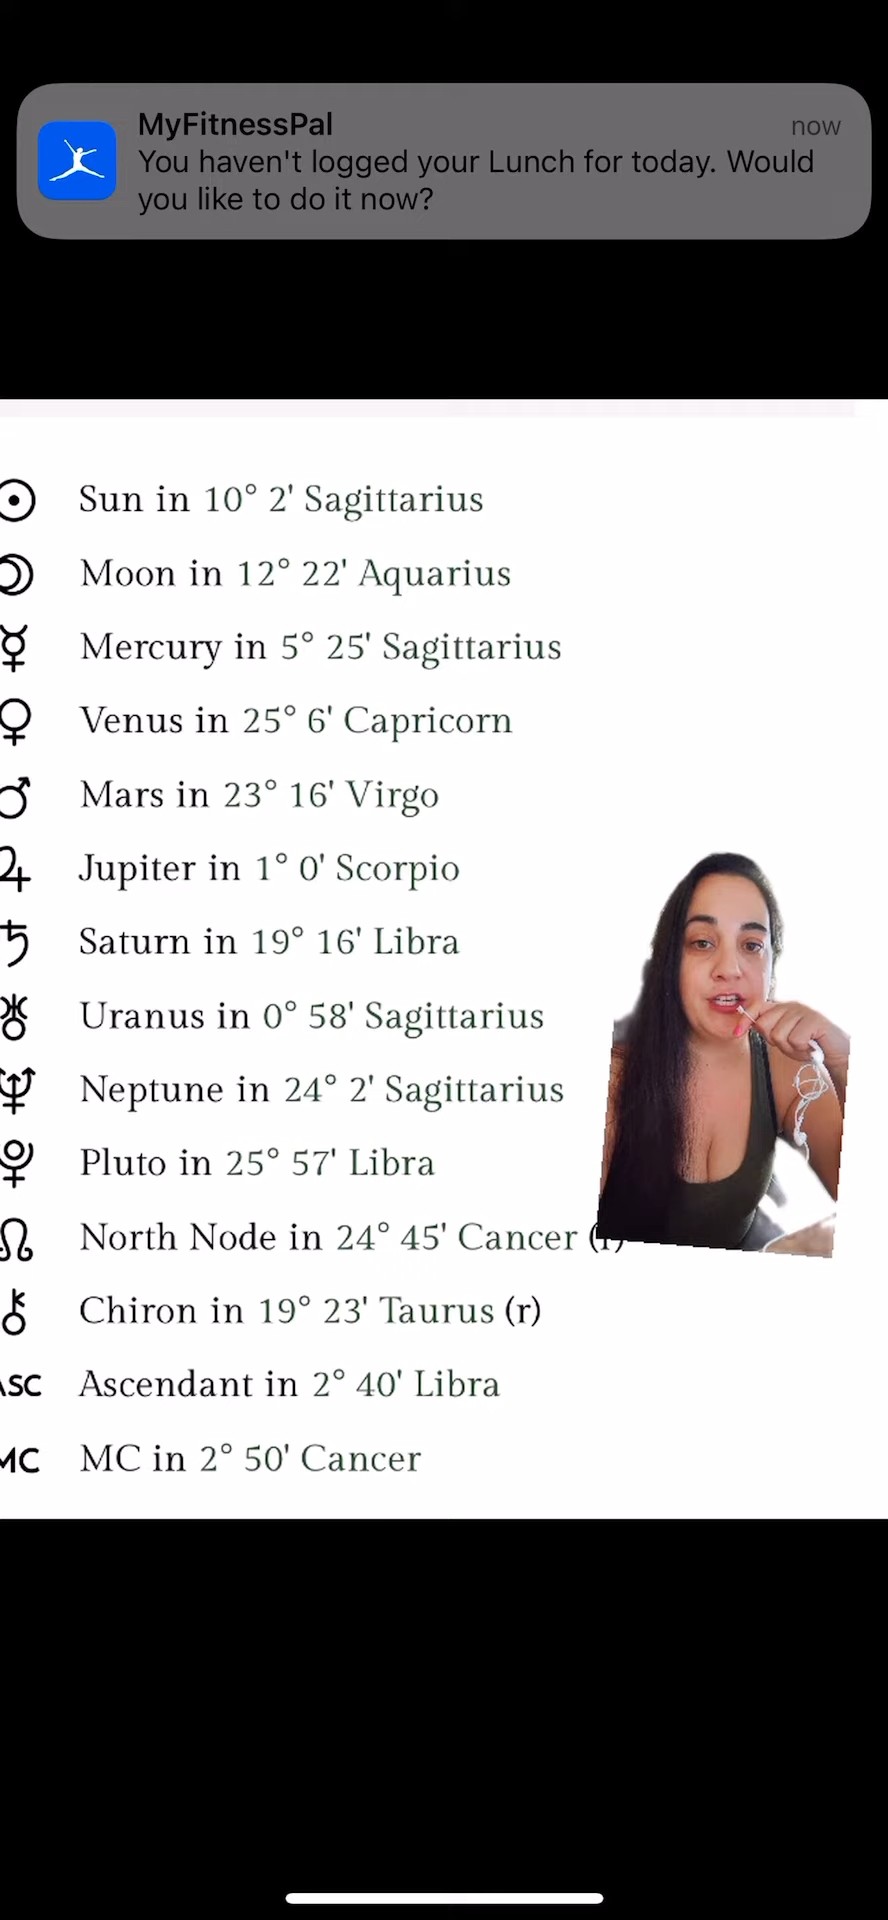 MyFitnessPal
now
You haven't logged your Lunch for today. Would
you like to do it now?
Sun in 10° 2' Sagittarius
Moon in 12° 22' Aquarius
Mercury in 5° 25' Sagittarius
Venus in 25° 6' Capricorn
Mars in 23° 16' Virgo
Jupiter in 1° 0' Scorpio
Saturn in 19° 16' Libra
Uranus in 0° 58' Sagittarius
Neptune in 24° 2' Sagittarius
Pluto in 25° 57' Libra
North Node in 24° 45' Cancer
Chiron in 19° 23' Taurus (r)
ASC Ascendant in 2° 40' Libra
MC MC in 2° 50' Cancer